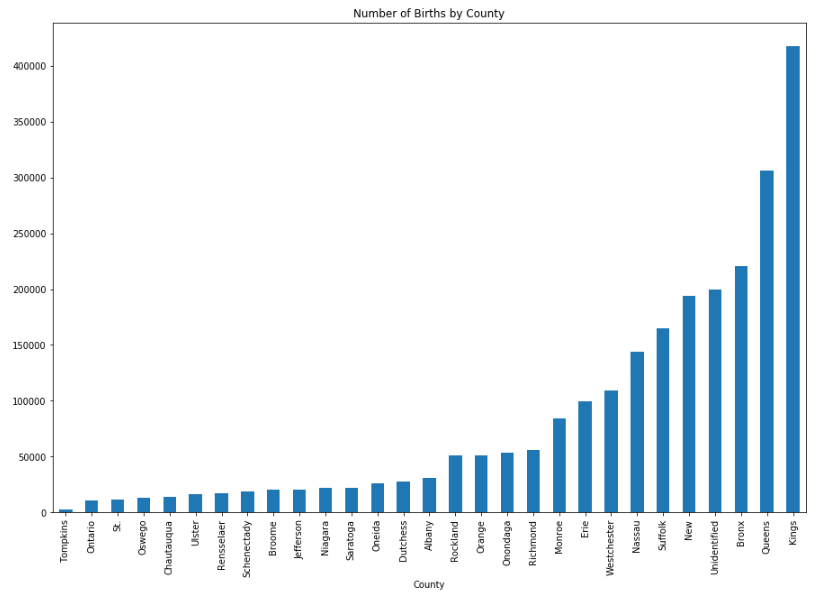 Number of Births by County
400000
350000
300000
250000
200000
150000
100000
50000
0
Tompkins
Ontario
St.
Oswego
Chautauqua
Ulster
Rensselaer
Schenectady
Broome
Jefferson
Niagara
Saratoga
Oneida
Dutchess
Albany
Rockland
Orange
Onondaga
Richmond
Monroe
Erie
Westchester
Nassau
Suffolk
New
Unidentified
Bronx
Queens
Kings
County